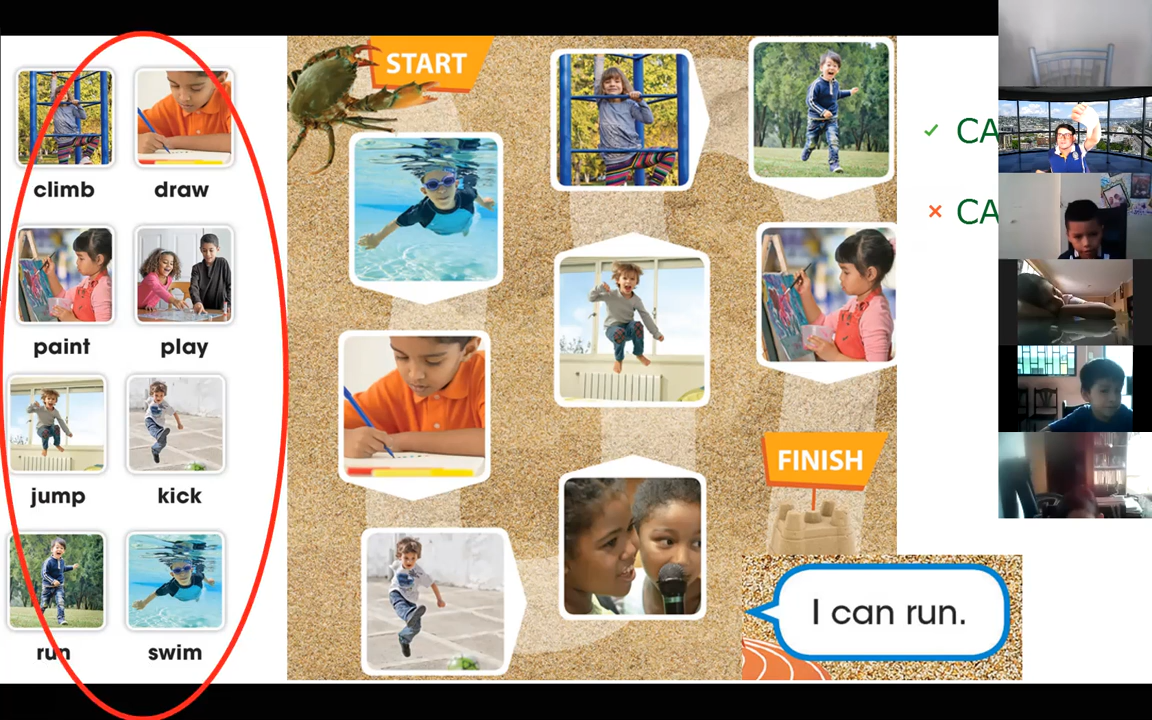 climb draw
paint play
jump kick
run swim
START
FINISH
I can run.
CA
CA